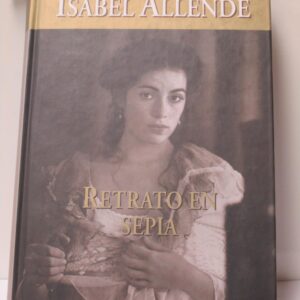 ISABEL ALLENDE
RETRATO EN
SEPIA